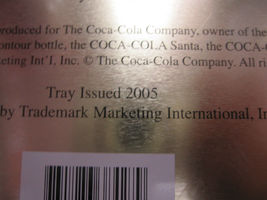 roduced for The Coca-Cola Company, owner of the
ontour bottle, the COCA-COLA Santa, the COCA-C
keting Int'l, Inc. © The Coca-Cola Company. All ri
Tray Issued 2005
by Trademark Marketing International, In